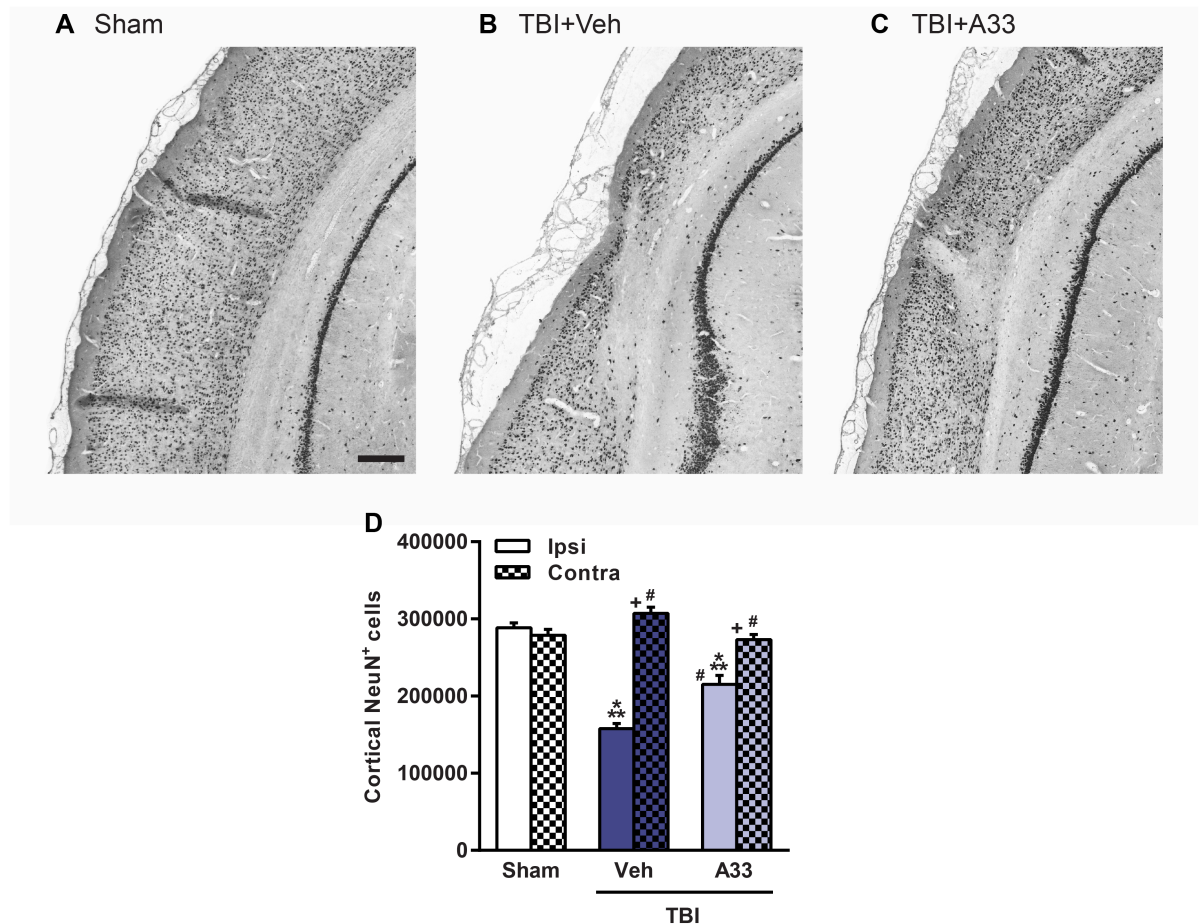 A Sham
B TBI+Veh
C TBI+A33
D
Cortical NeuN+ cells
400000
300000
200000
100000
0
Ipsi
Contra
+ #
+ #
* **
# * **
Sham
Veh
A33
TBI